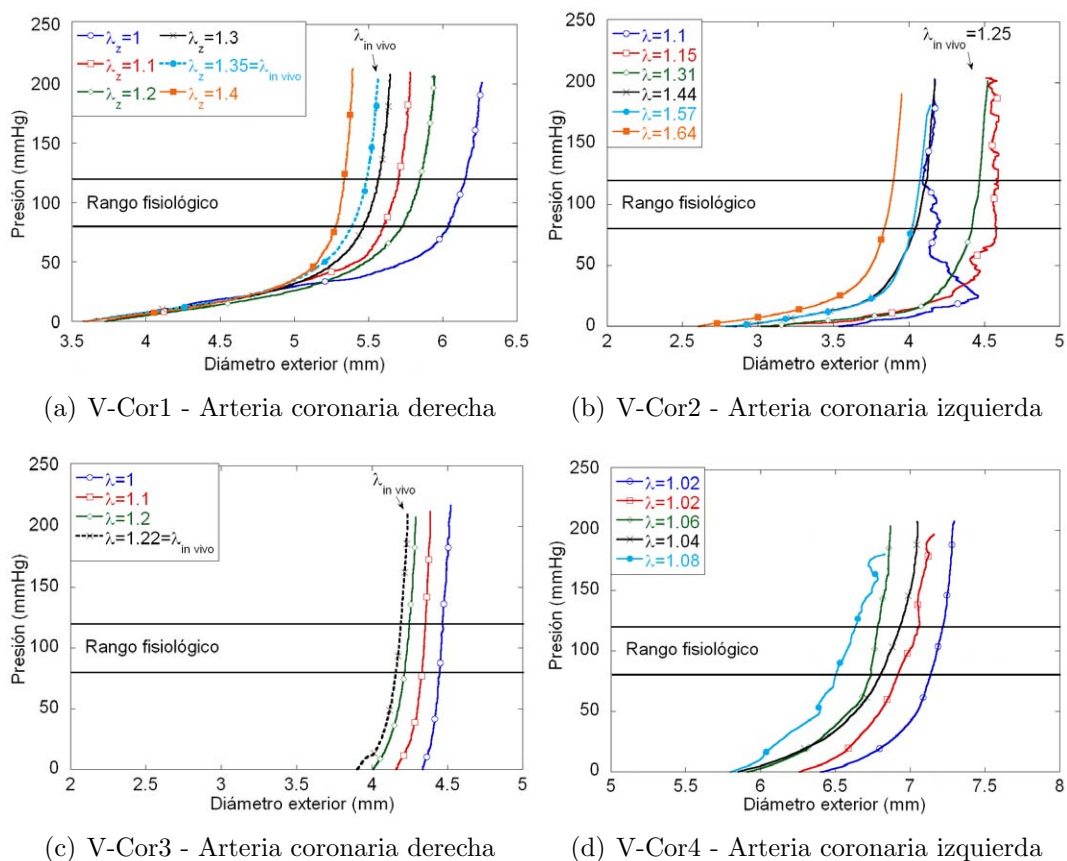 250
200
150
100
50
0
Presión (mmHg)
λz=1
λz=1.1
λz=1.2
λz=1.3
λz=1.35=λin vivo
λz=1.4
λin vivo
Rango fisiológico
3.5 4 4.5 5 5.5 6 6.5
Diámetro exterior (mm)
(a) V-Cor1 - Arteria coronaria derecha
250
200
150
100
50
0
Presión (mmHg)
λ=1.1
λ=1.15
λ=1.31
λ=1.44
λ=1.57
λ=1.64
λin vivo=1.25
Rango fisiológico
2 2.5 3 3.5 4 4.5 5
Diámetro exterior (mm)
(b) V-Cor2 - Arteria coronaria izquierda
250
200
150
100
50
0
Presión (mmHg)
λ=1
λ=1.1
λ=1.2
λ=1.22=λin vivo
λin vivo
Rango fisiológico
2 2.5 3 3.5 4 4.5 5
Diámetro exterior (mm)
(c) V-Cor3 - Arteria coronaria derecha
250
200
150
100
50
0
Presión (mmHg)
λ=1.02
λ=1.02
λ=1.06
λ=1.04
λ=1.08
Rango fisiológico
5 5.5 6 6.5 7 7.5 8
Diámetro exterior (mm)
(d) V-Cor4 - Arteria coronaria izquierda